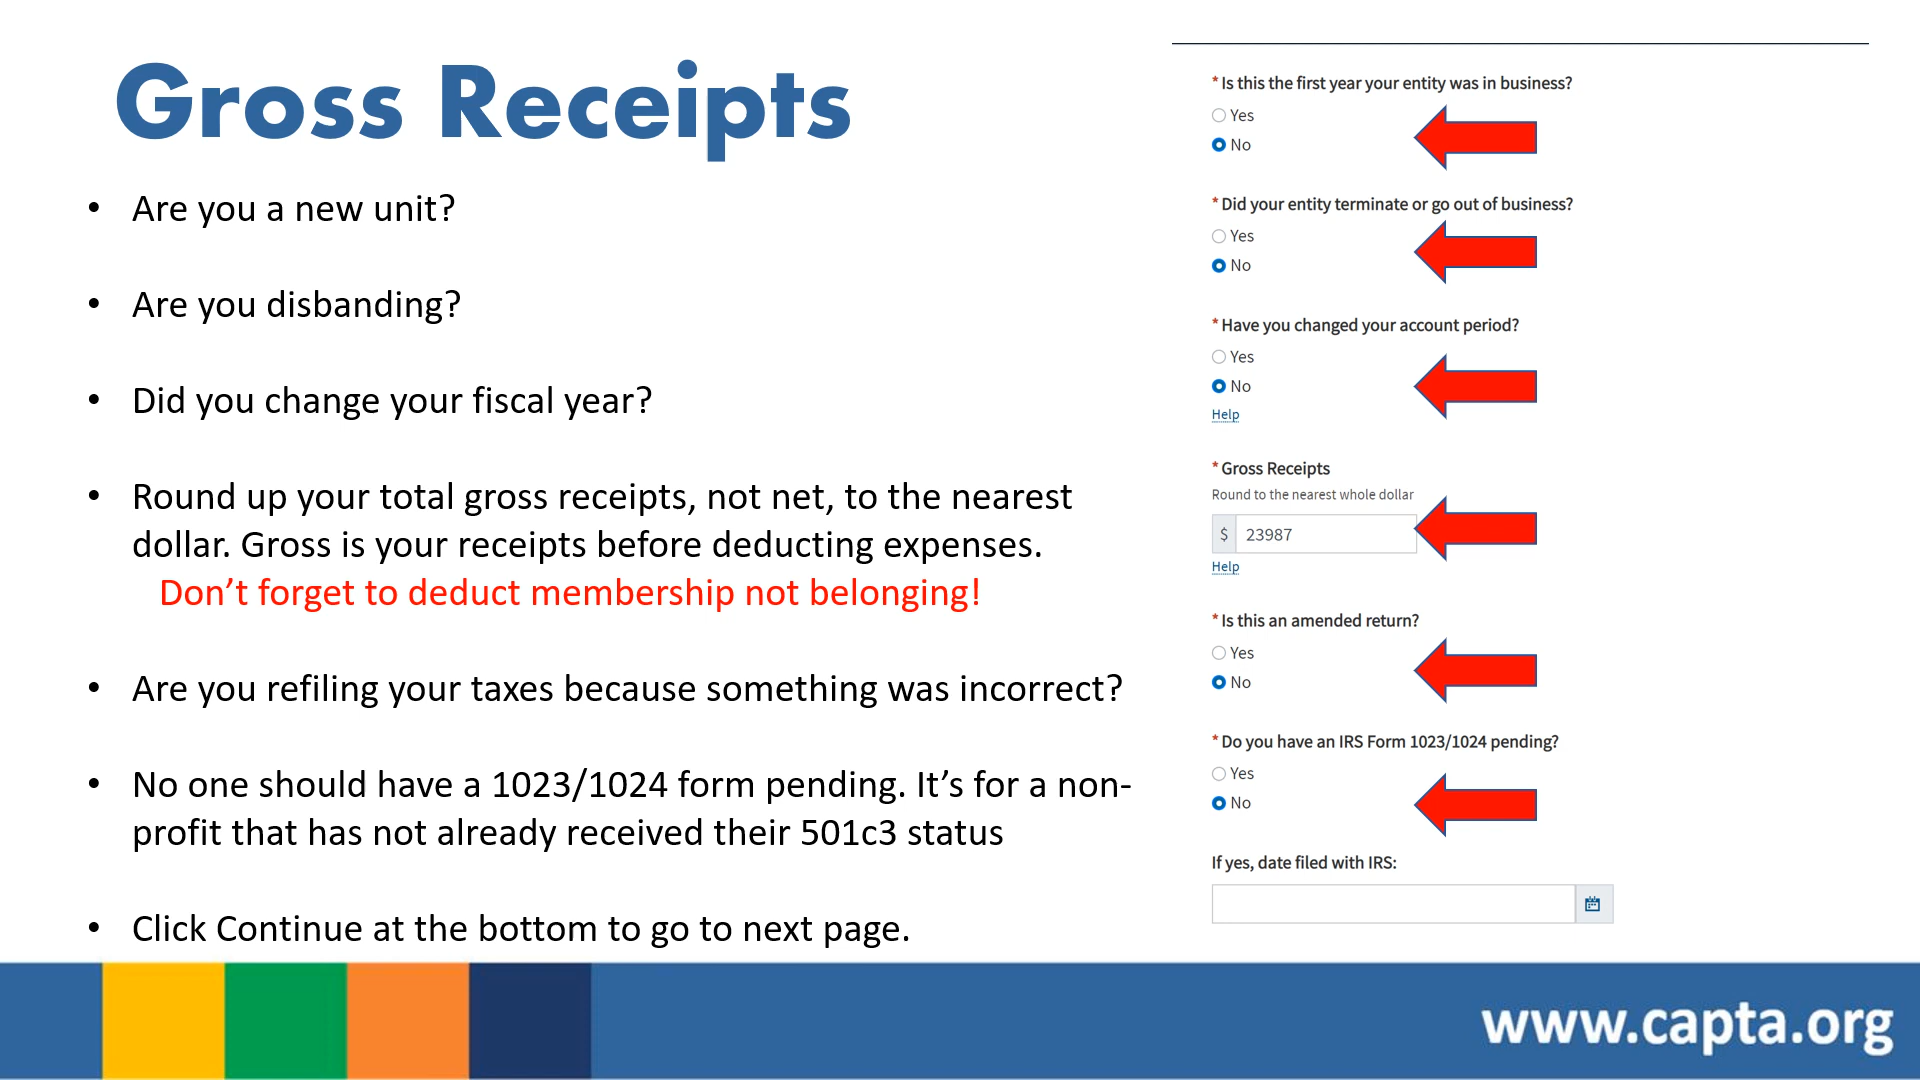 Gross Receipts
• Are you a new unit?
• Are you disbanding?
• Did you change your fiscal year?
• Round up your total gross receipts, not net, to the nearest
dollar. Gross is your receipts before deducting expenses.
Don’t forget to deduct membership not belonging!
• Are you refiling your taxes because something was incorrect?
• No one should have a 1023/1024 form pending. It’s for a non-
profit that has not already received their 501c3 status
• Click Continue at the bottom to go to next page.
* Is this the first year your entity was in business?
Yes
No
* Did your entity terminate or go out of business?
Yes
No
* Have you changed your account period?
Yes
No
Help
* Gross Receipts
Round to the nearest whole dollar
$ 23987
Help
* Is this an amended return?
Yes
No
* Do you have an IRS Form 1023/1024 pending?
Yes
No
If yes, date filed with IRS:
www.capta.org